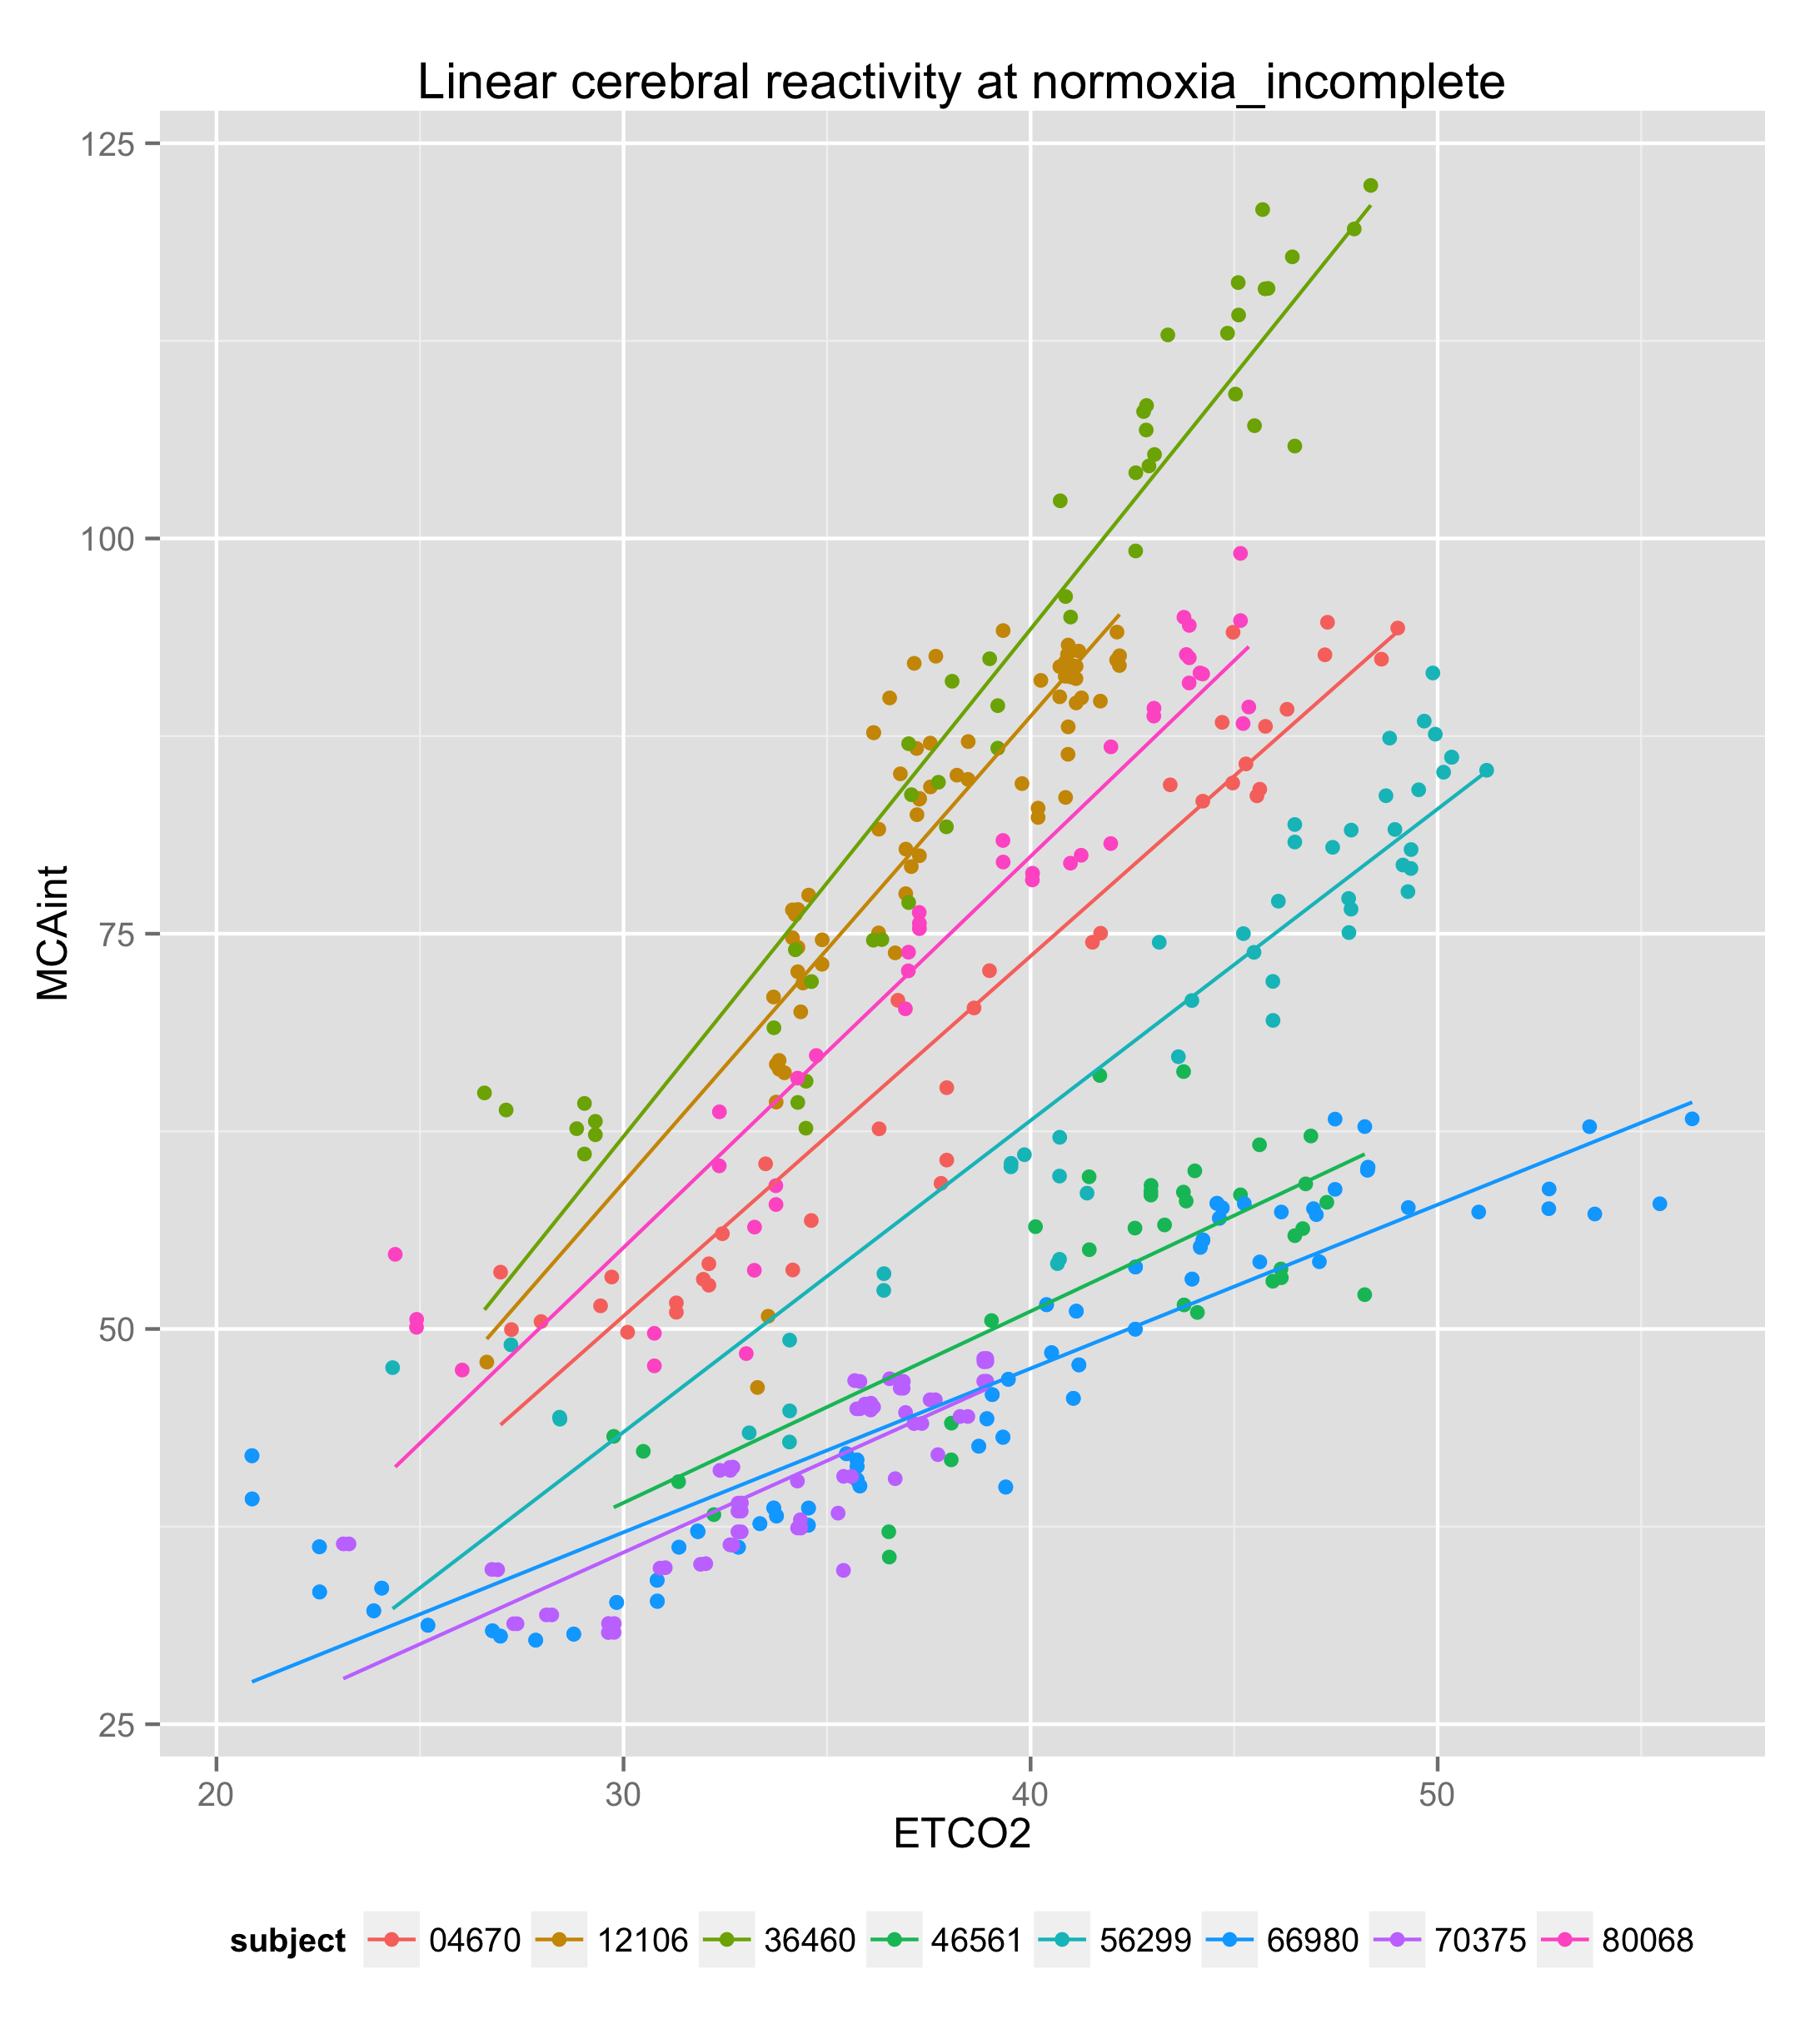 Linear cerebral reactivity at normoxia_incomplete
125
100
75
50
25
MCAint
20 30 40 50
ETCO2
subject 04670 12106 36460 46561 56299 66980 70375 80068